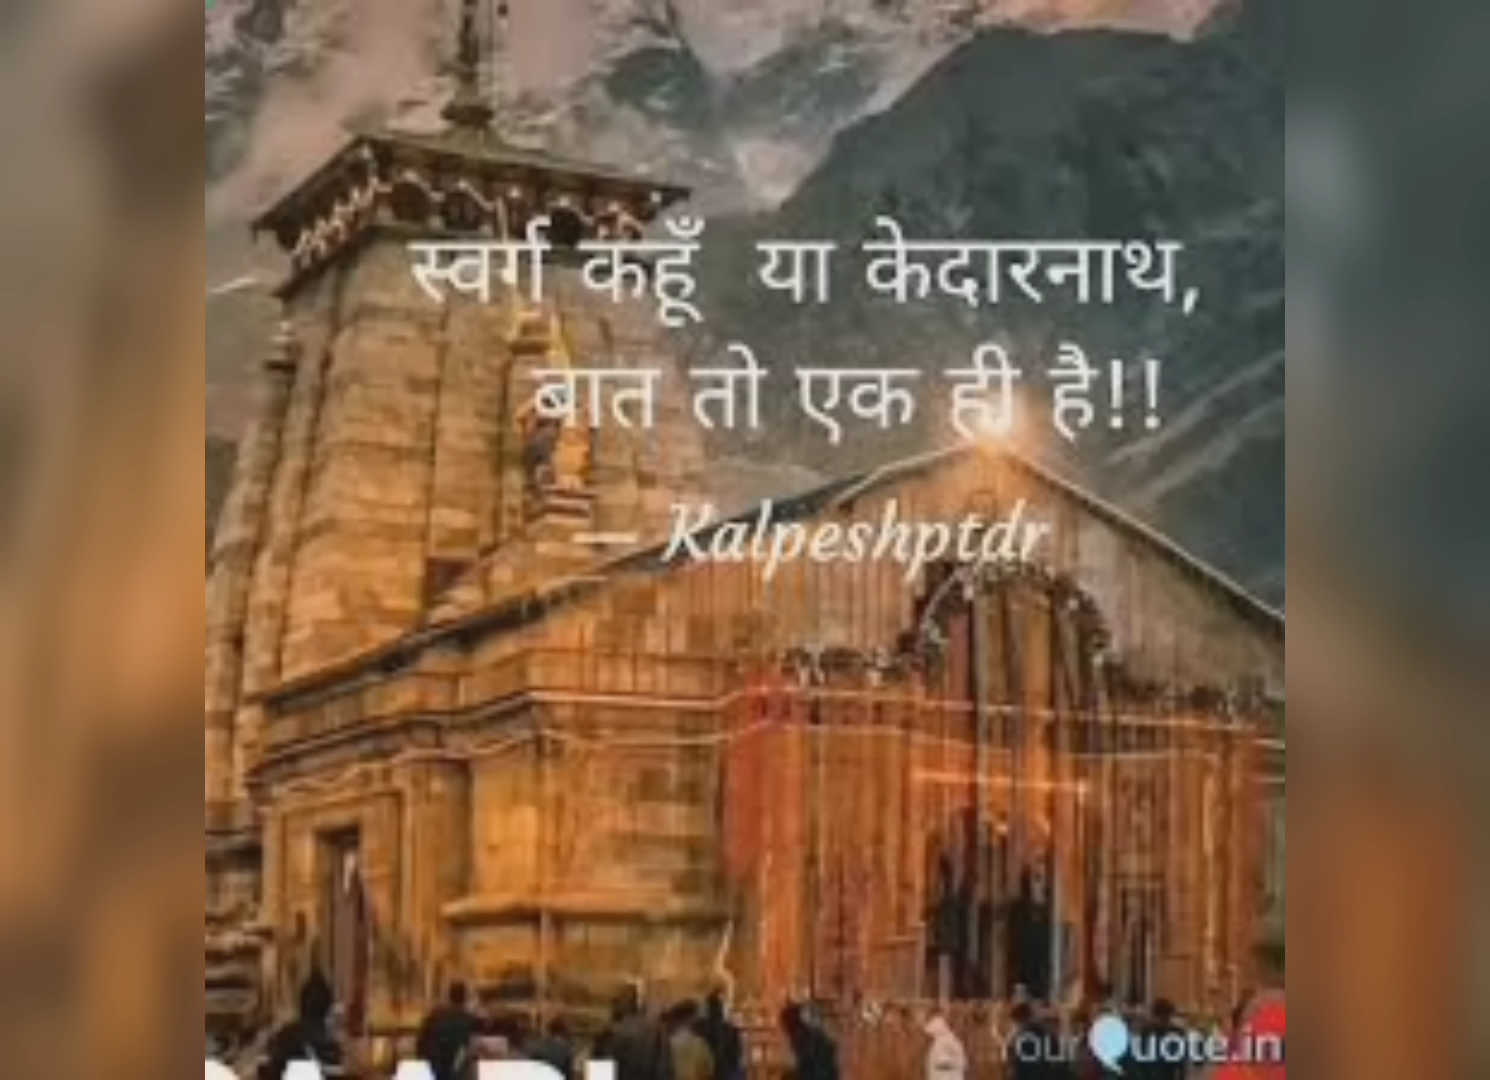 स्वर्ग कहूँ या केदारनाथ,
बात तो एक ही है!!
— Kalpeshptdr
YourQuote.in